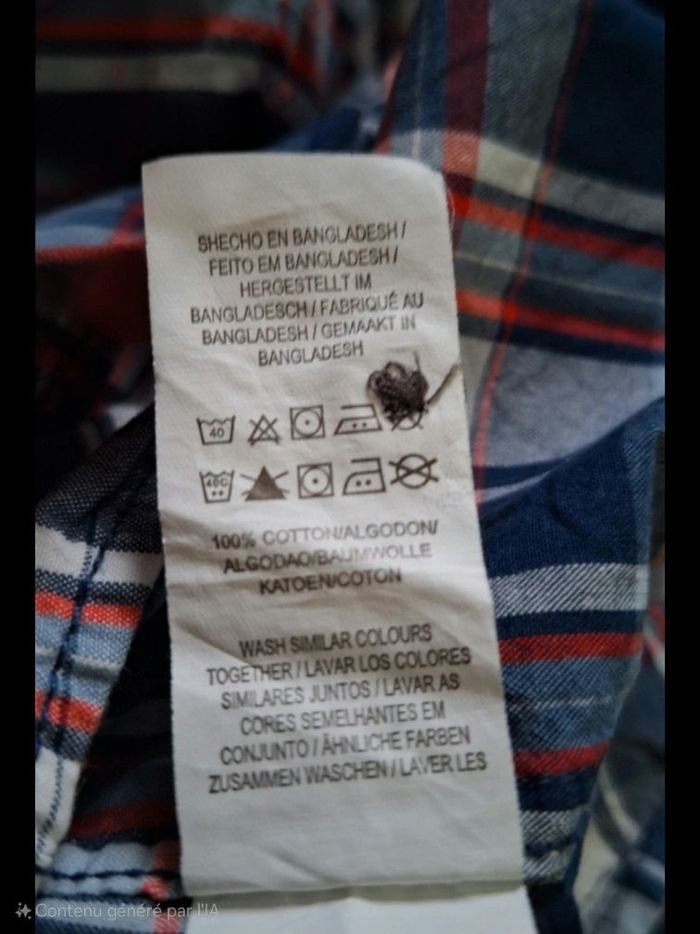 SHECHO EN BANGLADESH /
FEITO EM BANGLADESH /
HERGESTELLT IM
BANGLADESCH / FABRIQUÉ AU
BANGLADESH / GEMAAKT IN
BANGLADESH
40
40C
100% COTTON/ALGODON/
ALGODAO/BAUMWOLLE
KATOEN/COTON
WASH SIMILAR COLOURS
TOGETHER / LAVAR LOS COLORES
SIMILARES JUNTOS / LAVAR AS
CORES SEMELHANTES EM
CONJUNTO / ÄHNLICHE FARBEN
ZUSAMMEN WASCHEN / LAVER LES
Contenu généré par l'IA